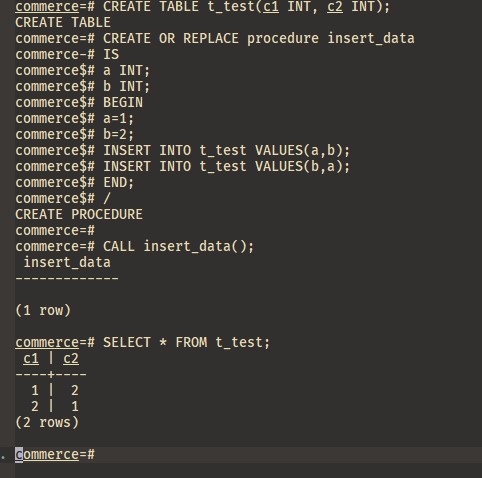 commerce=# CREATE TABLE t_test(c1 INT, c2 INT);
CREATE TABLE
commerce=# CREATE OR REPLACE procedure insert_data
commerce-# IS
commerce$# a INT;
commerce$# b INT;
commerce$# BEGIN
commerce$# a=1;
commerce$# b=2;
commerce$# INSERT INTO t_test VALUES(a,b);
commerce$# INSERT INTO t_test VALUES(b,a);
commerce$# END;
commerce$# /
CREATE PROCEDURE
commerce=#
commerce=# CALL insert_data();
 insert_data
-------------

(1 row)

commerce=# SELECT * FROM t_test;
 c1 | c2
----+----
  1 |  2
  2 |  1
(2 rows)

commerce=#